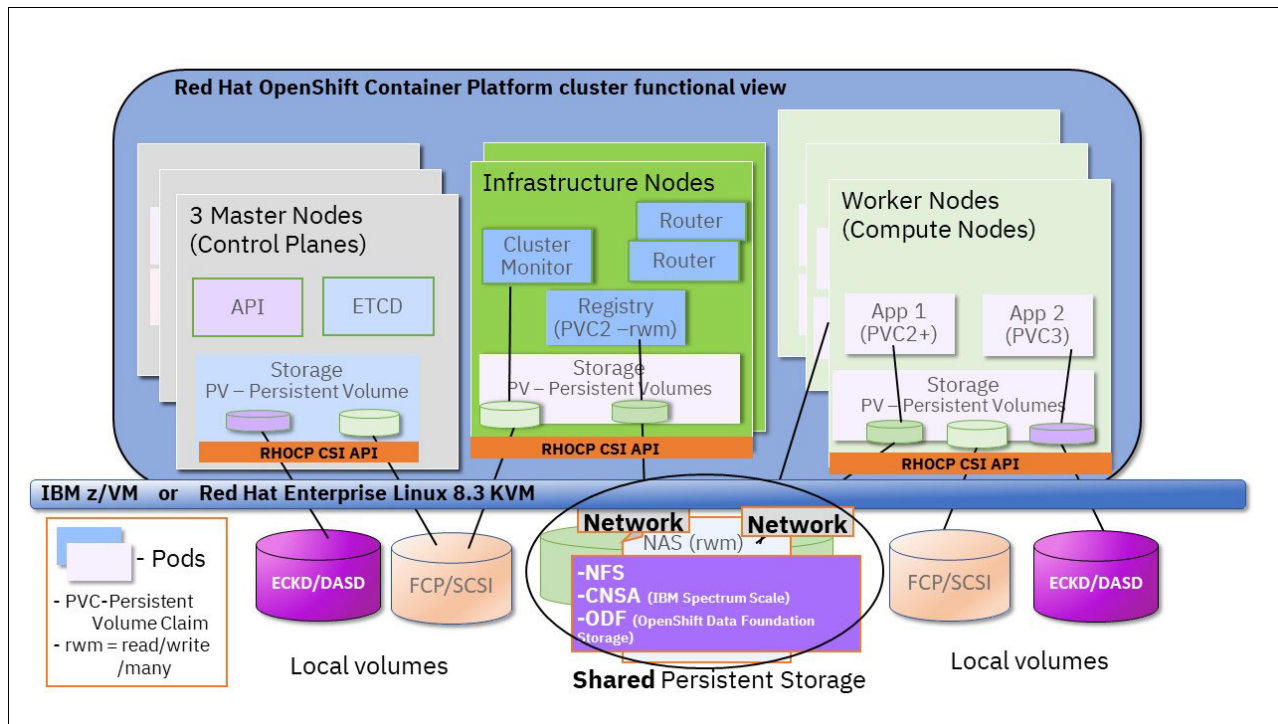 Red Hat OpenShift Container Platform cluster functional view
3 Master Nodes
(Control Planes)
API
ETCD
Storage
PV – Persistent Volume
RHOCP CSI API
Infrastructure Nodes
Cluster
Monitor
Router
Router
Registry
(PVC2 –rwm)
Storage
PV – Persistent Volumes
RHOCP CSI API
Worker Nodes
(Compute Nodes)
App 1
(PVC2+)
App 2
(PVC3)
Storage
PV – Persistent Volumes
RHOCP CSI API
IBM z/VM or Red Hat Enterprise Linux 8.3 KVM
- Pods
- PVC-Persistent
Volume Claim
- rwm = read/write
/many
ECKD/DASD
FCP/SCSI
Local volumes
Network
Network
NAS (rwm)
-NFS
-CNSA (IBM Spectrum Scale)
-ODF (OpenShift Data Foundation
Storage)
Shared Persistent Storage
FCP/SCSI
ECKD/DASD
Local volumes